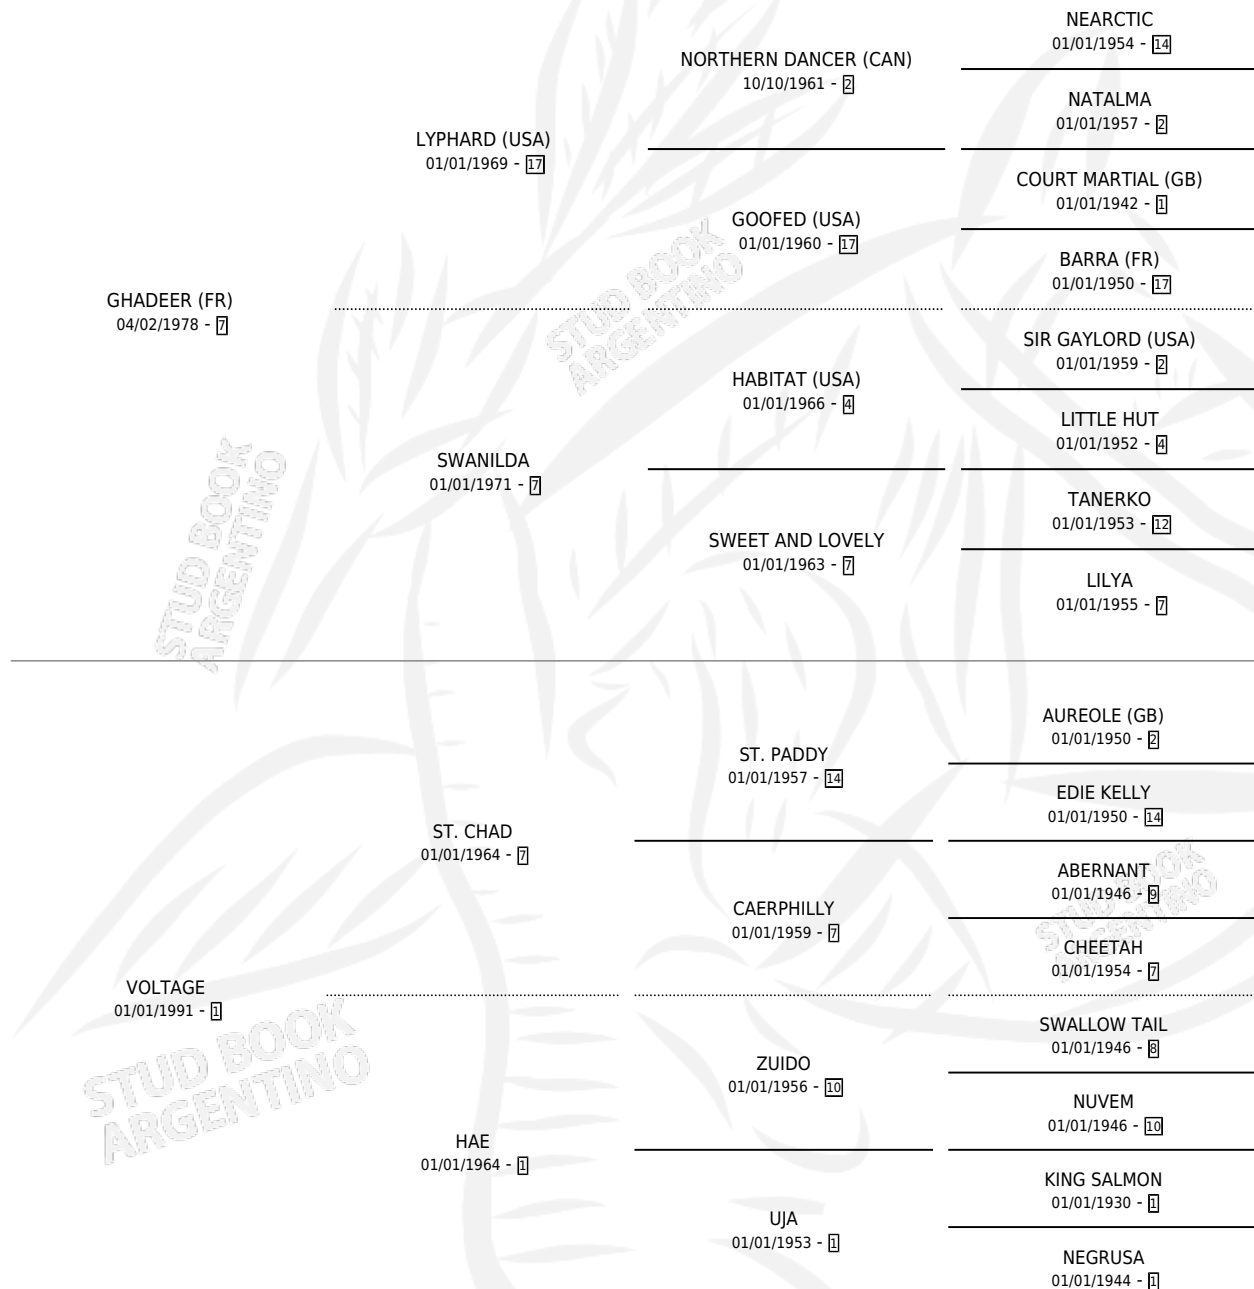 NEARCTIC
01/01/1954 - 14
NORTHERN DANCER (CAN)
10/10/1961 - 2
NATALMA
01/01/1957 - 2
LYPHARD (USA)
01/01/1969 - 17
COURT MARTIAL (GB)
01/01/1942 - 1
GOOFED (USA)
01/01/1960 - 17
BARRA (FR)
01/01/1950 - 17
GHADEER (FR)
04/02/1978 - 7
SIR GAYLORD (USA)
01/01/1959 - 2
HABITAT (USA)
01/01/1966 - 4
LITTLE HUT
01/01/1952 - 4
SWANILDA
01/01/1971 - 7
TANERKO
01/01/1953 - 12
SWEET AND LOVELY
01/01/1963 - 7
LILYA
01/01/1955 - 7
AUREOLE (GB)
01/01/1950 - 2
ST. PADDY
01/01/1957 - 14
EDIE KELLY
01/01/1950 - 14
ST. CHAD
01/01/1964 - 7
ABERNANT
01/01/1946 - 9
CAERPHILLY
01/01/1959 - 7
CHEETAH
01/01/1954 - 7
VOLTAGE
01/01/1991 - 1
SWALLOW TAIL
01/01/1946 - 8
ZUIDO
01/01/1956 - 10
NUVEM
01/01/1946 - 10
HAE
01/01/1964 - 1
KING SALMON
01/01/1930 - 1
UJA
01/01/1953 - 1
NEGRUSA
01/01/1944 - 1
STUD BOOK
ARGENTINO
STUD BOOK
ARGENTINO
STUD BOOK
ARGENTINO
STUD BOOK
ARGENTINO